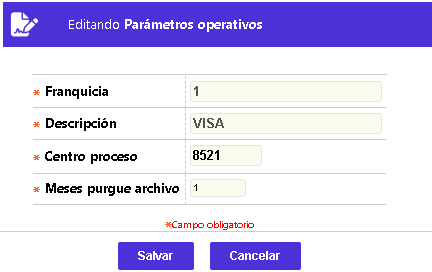 Editando Parámetros operativos
* Franquicia 1
* Descripción VISA
* Centro proceso 8521
* Meses purgue archivo 1
*Campo obligatorio
Salvar Cancelar